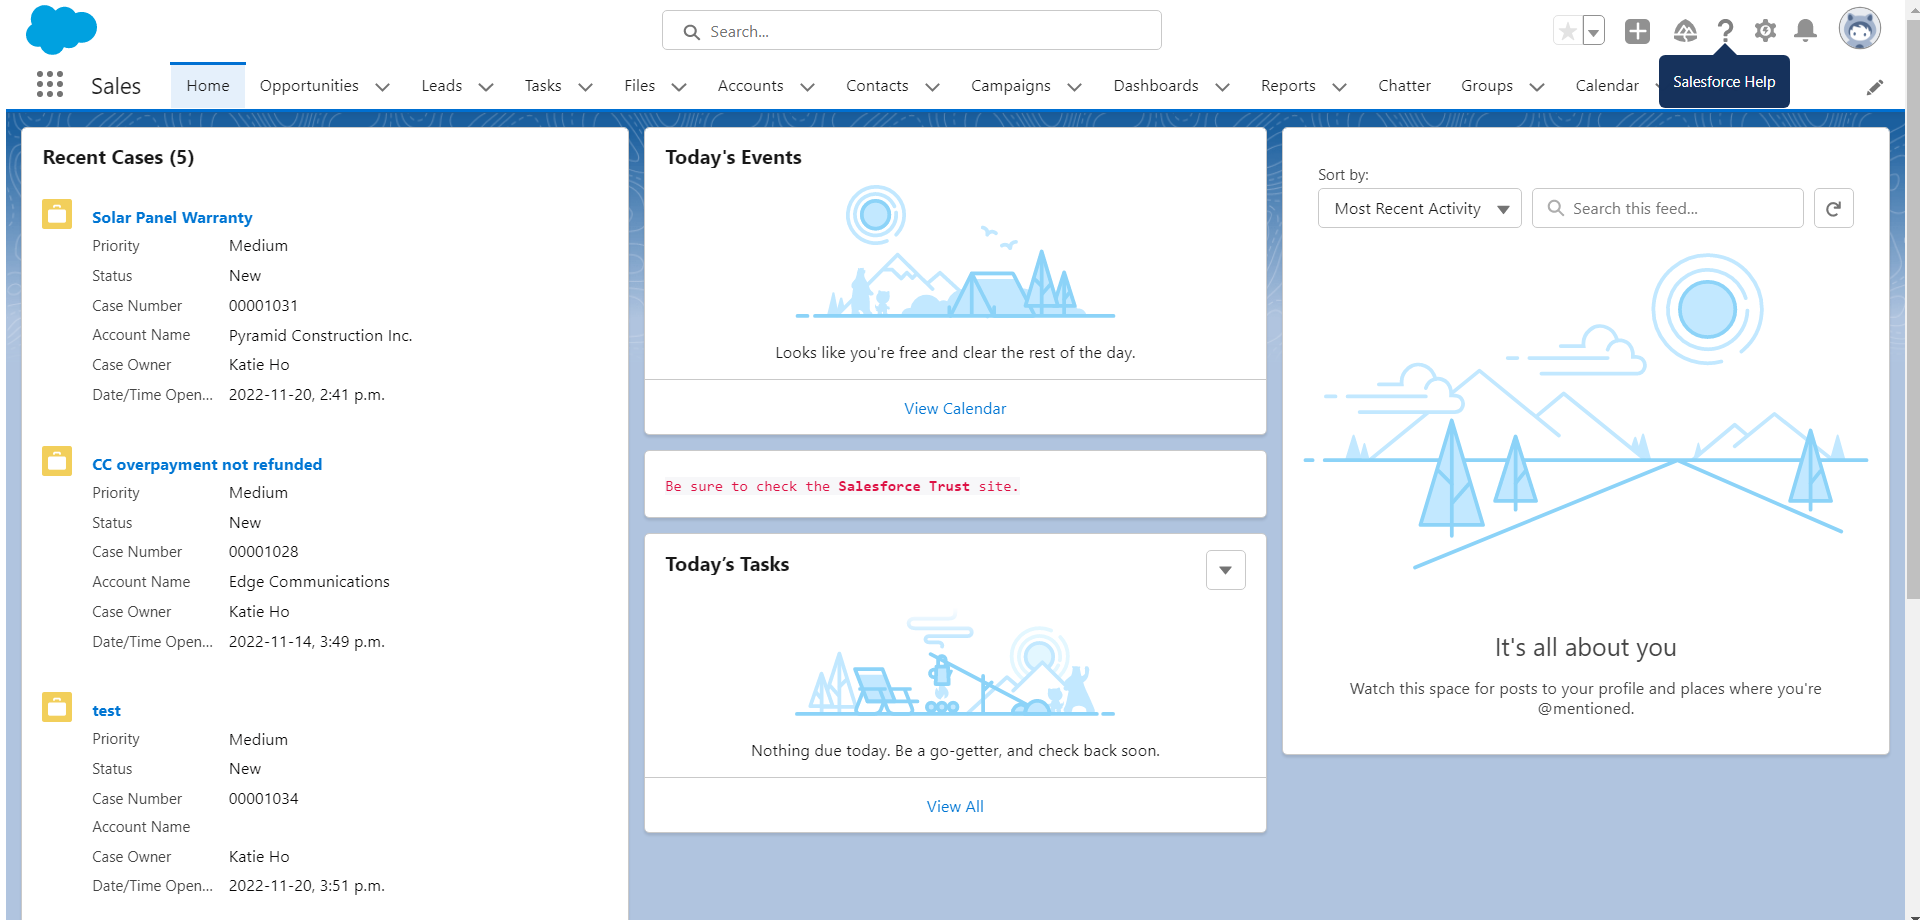 Search...
Salesforce Help
Sales
Home
Opportunities
Leads
Tasks
Files
Accounts
Contacts
Campaigns
Dashboards
Reports
Chatter
Groups
Calendar
Recent Cases (5)
Solar Panel Warranty
Priority Medium
Status New
Case Number 00001031
Account Name Pyramid Construction Inc.
Case Owner Katie Ho
Date/Time Open... 2022-11-20, 2:41 p.m.
CC overpayment not refunded
Priority Medium
Status New
Case Number 00001028
Account Name Edge Communications
Case Owner Katie Ho
Date/Time Open... 2022-11-14, 3:49 p.m.
test
Priority Medium
Status New
Case Number 00001034
Account Name
Case Owner Katie Ho
Date/Time Open... 2022-11-20, 3:51 p.m.
Today's Events
Looks like you're free and clear the rest of the day.
View Calendar
Be sure to check the Salesforce Trust site.
Today’s Tasks
Nothing due today. Be a go-getter, and check back soon.
View All
Sort by:
Most Recent Activity
Search this feed...
It's all about you
Watch this space for posts to your profile and places where you're
@mentioned.